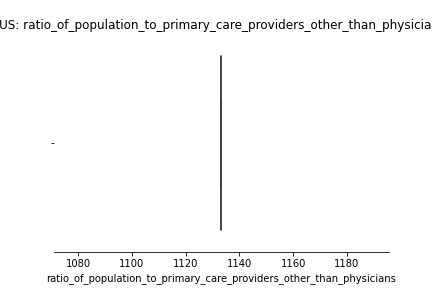 US: ratio_of_population_to_primary_care_providers_other_than_physicia
-
1080 1100 1120 1140 1160 1180
ratio_of_population_to_primary_care_providers_other_than_physicians